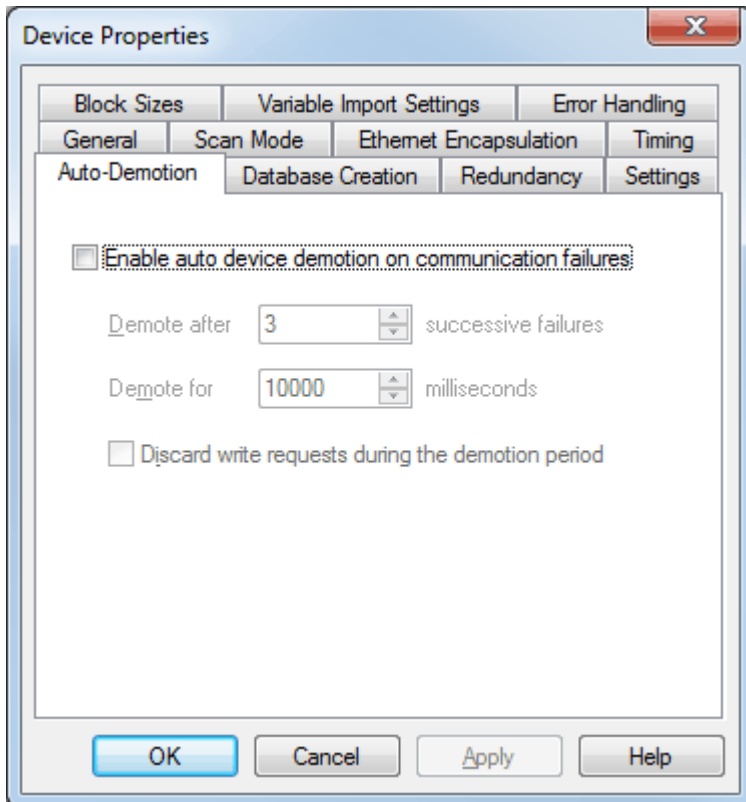 Device Properties
Block Sizes Variable Import Settings Error Handling
General Scan Mode Ethernet Encapsulation Timing
Auto-Demotion Database Creation Redundancy Settings
Enable auto device demotion on communication failures
Demote after 3 successive failures
Demote for 10000 milliseconds
Discard write requests during the demotion period
OK Cancel Apply Help